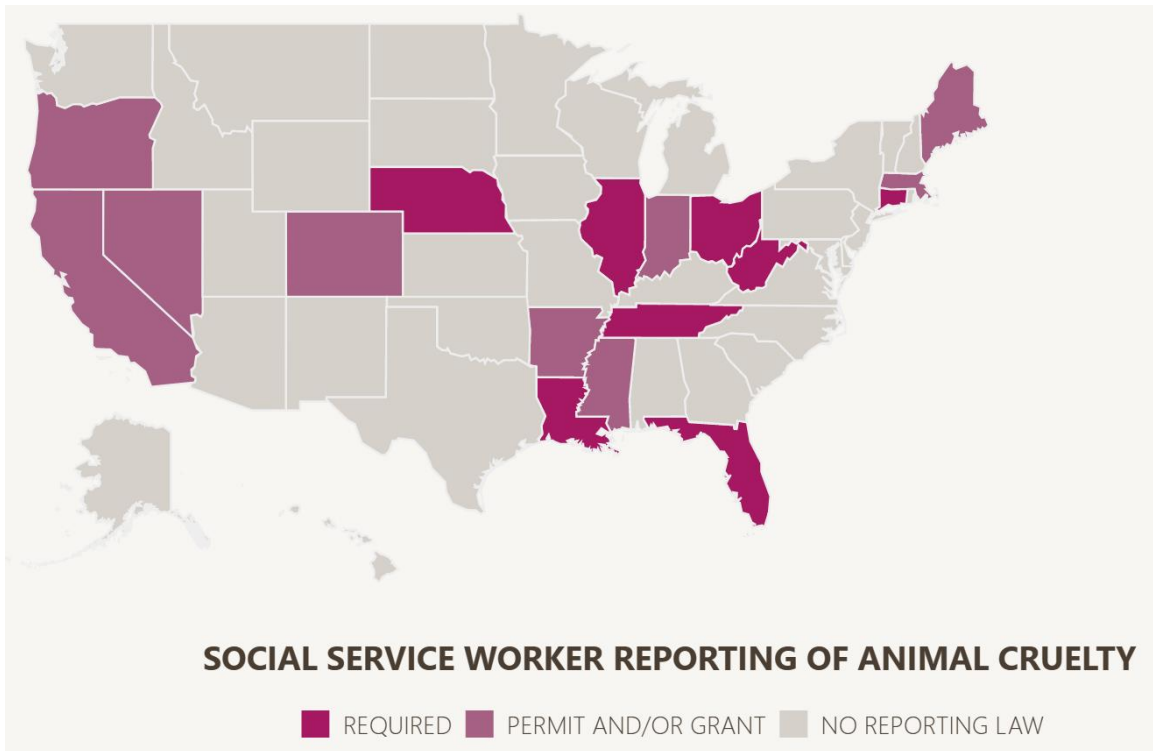 SOCIAL SERVICE WORKER REPORTING OF ANIMAL CRUELTY
REQUIRED PERMIT AND/OR GRANT NO REPORTING LAW